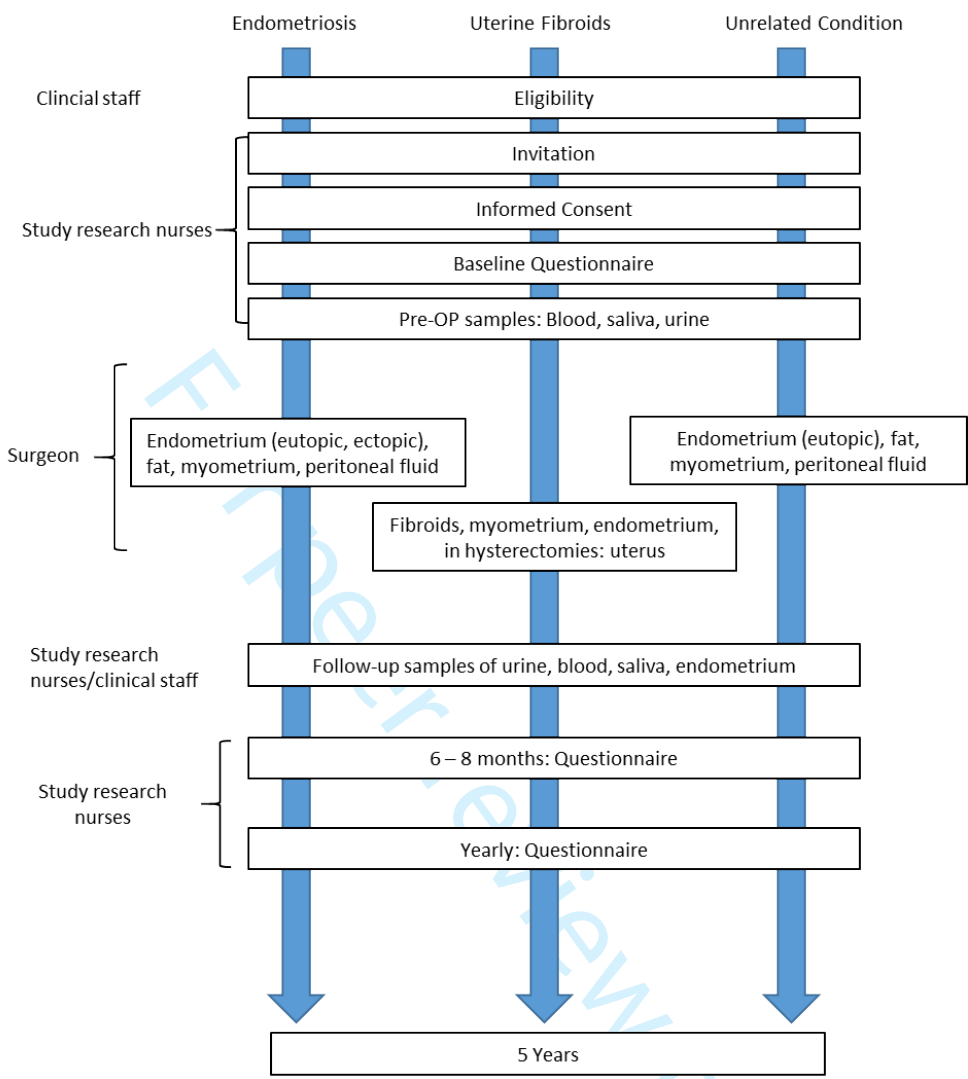 Endometriosis
Uterine Fibroids
Unrelated Condition
Clincial staff
Eligibility
Invitation
Informed Consent
Study research nurses
Baseline Questionnaire
Pre-OP samples: Blood, saliva, urine
Surgeon
Endometrium (eutopic, ectopic),
fat, myometrium, peritoneal fluid
Endometrium (eutopic), fat,
myometrium, peritoneal fluid
Fibroids, myometrium, endometrium,
in hysterectomies: uterus
Study research
nurses/clinical staff
Follow-up samples of urine, blood, saliva, endometrium
6 – 8 months: Questionnaire
Study research
nurses
Yearly: Questionnaire
5 Years